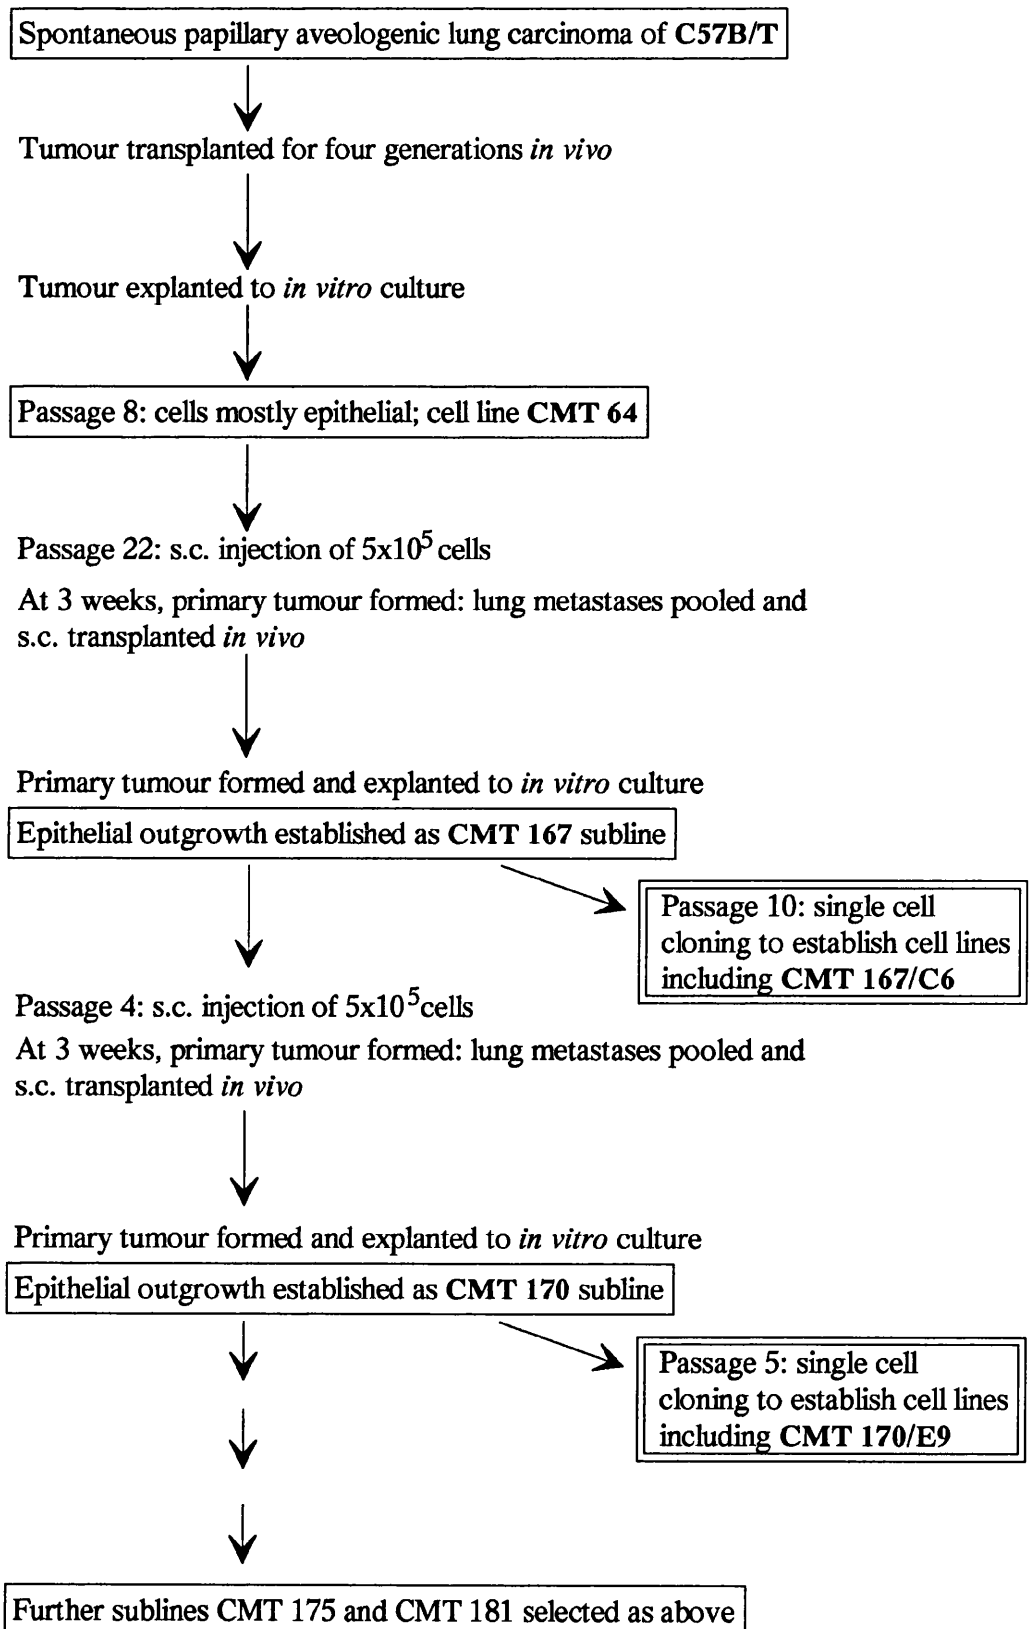 Spontaneous papillary aveologenic lung carcinoma of C57B/T
Tumour transplanted for four generations in vivo
Tumour explanted to in vitro culture
Passage 8: cells mostly epithelial; cell line CMT 64
Passage 22: s.c. injection of 5x10⁵ cells
At 3 weeks, primary tumour formed: lung metastases pooled and
s.c. transplanted in vivo
Primary tumour formed and explanted to in vitro culture
Epithelial outgrowth established as CMT 167 subline
Passage 10: single cell
cloning to establish cell lines
including CMT 167/C6
Passage 4: s.c. injection of 5x10⁵ cells
At 3 weeks, primary tumour formed: lung metastases pooled and
s.c. transplanted in vivo
Primary tumour formed and explanted to in vitro culture
Epithelial outgrowth established as CMT 170 subline
Passage 5: single cell
cloning to establish cell lines
including CMT 170/E9
Further sublines CMT 175 and CMT 181 selected as above